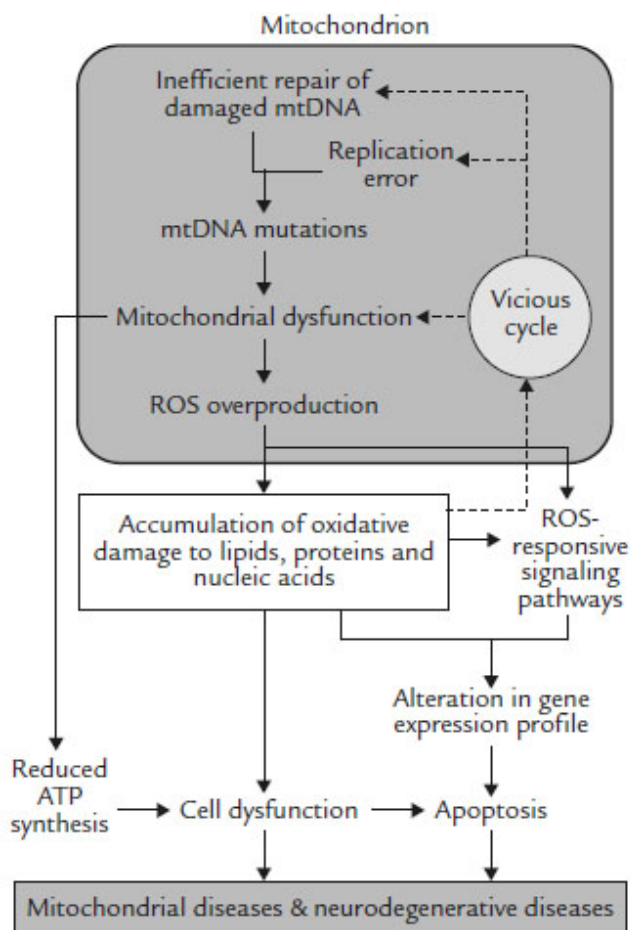 Mitochondrion
Inefficient repair of
damaged mtDNA
Replication
error
mtDNA mutations
Vicious
cycle
Mitochondrial dysfunction
ROS overproduction
Accumulation of oxidative
damage to lipids, proteins and
nucleic acids
ROS-
responsive
signaling
pathways
Alteration in gene
expression profile
Reduced
ATP
synthesis
Cell dysfunction
Apoptosis
Mitochondrial diseases & neurodegenerative diseases